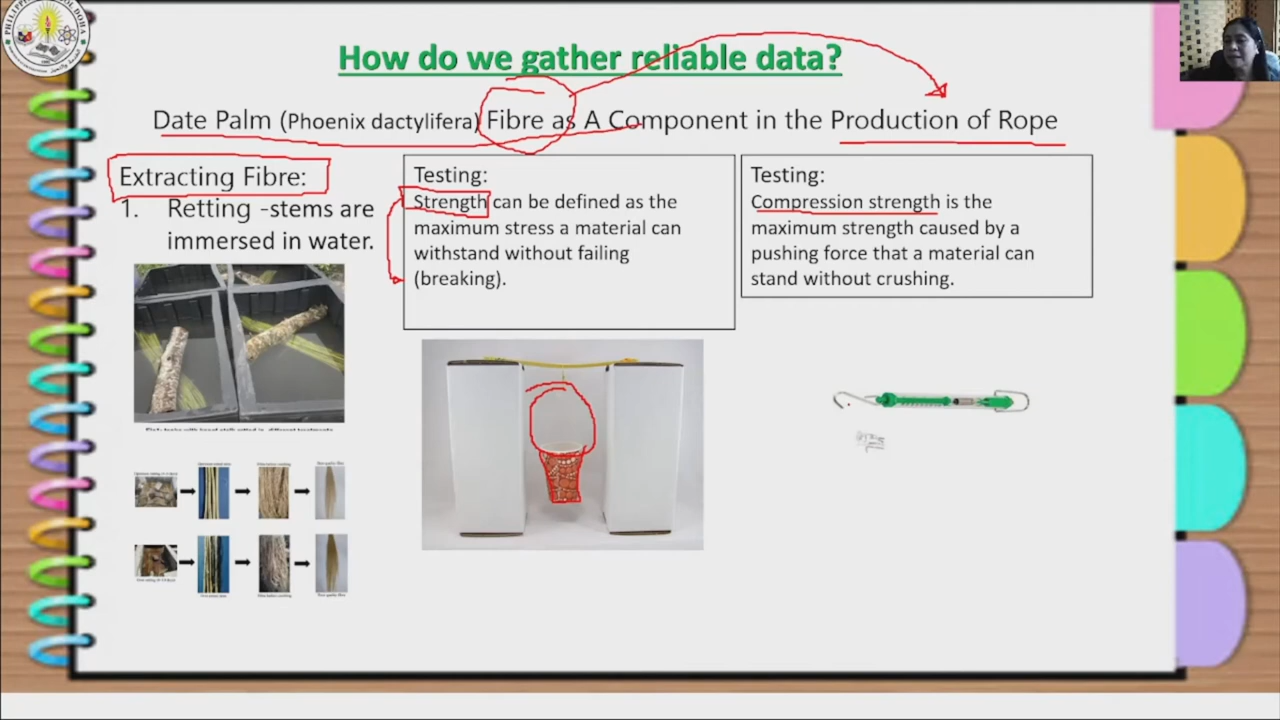 How do we gather reliable data?
Date Palm (Phoenix dactylifera) Fibre as A Component in the Production of Rope
Extracting Fibre:
1. Retting -stems are
immersed in water.
Testing:
Strength can be defined as the
maximum stress a material can
withstand without failing
(breaking).
Testing:
Compression strength is the
maximum strength caused by a
pushing force that a material can
stand without crushing.